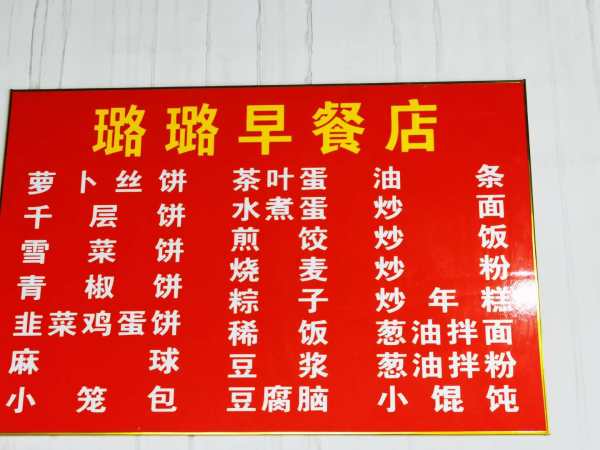 璐璐早餐店
萝卜丝饼
千层饼
雪菜饼
青椒饼
韭菜鸡蛋饼
麻球
小笼包
茶叶蛋
水煮蛋
煎饺
烧麦
粽子
稀饭
豆浆
豆腐脑
油条
炒面
炒饭
炒粉
炒年糕
葱油拌面
葱油拌粉
小馄饨